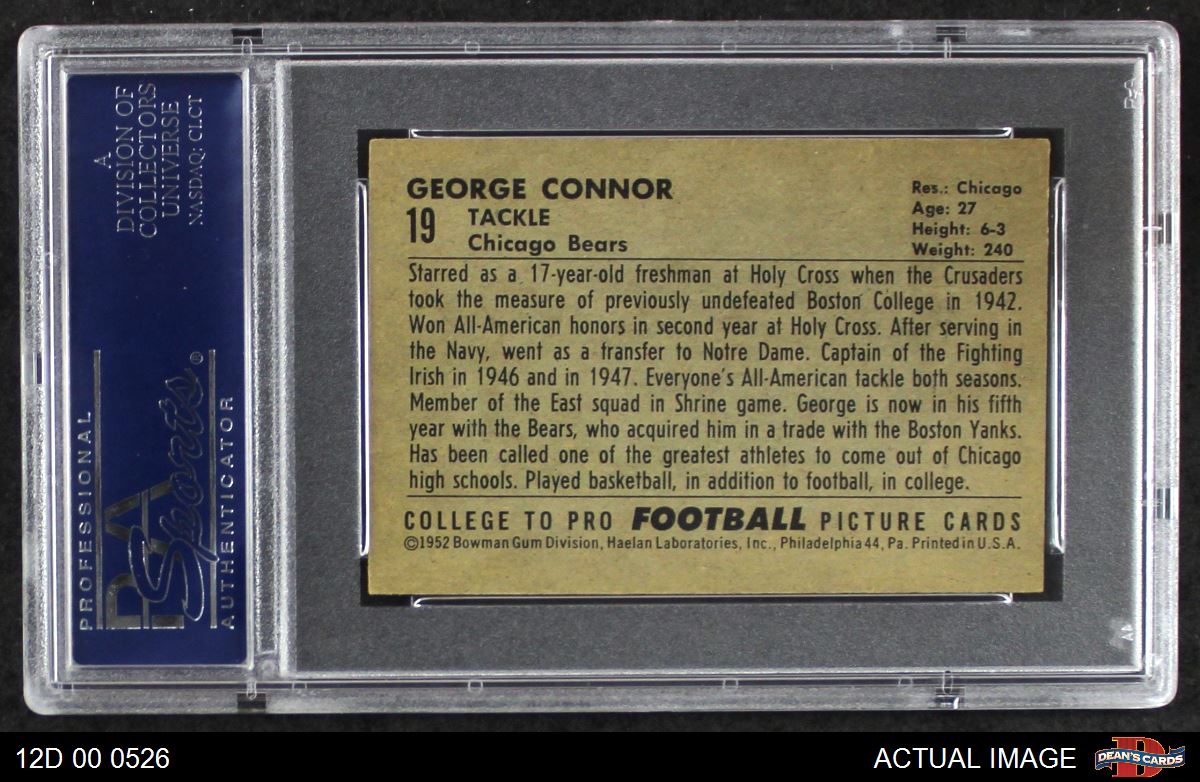 A
DIVISION OF
COLLECTORS
UNIVERSE
NASDAQ: CLCT
PROFESSIONAL
PSA
Sports®
AUTHENTICATOR
GEORGE CONNOR
19 TACKLE
Chicago Bears
Res.: Chicago
Age: 27
Height: 6-3
Weight: 240
Starred as a 17-year-old freshman at Holy Cross when the Crusaders
took the measure of previously undefeated Boston College in 1942.
Won All-American honors in second year at Holy Cross. After serving in
the Navy, went as a transfer to Notre Dame. Captain of the Fighting
Irish in 1946 and in 1947. Everyone's All-American tackle both seasons.
Member of the East squad in Shrine game. George is now in his fifth
year with the Bears, who acquired him in a trade with the Boston Yanks.
Has been called one of the greatest athletes to come out of Chicago
high schools. Played basketball, in addition to football, in college.
COLLEGE TO PRO FOOTBALL PICTURE CARDS
©1952 Bowman Gum Division, Haelan Laboratories, Inc., Philadelphia 44, Pa. Printed in U.S.A.
12D 00 0526
ACTUAL IMAGE
D
DEAN'S CARDS